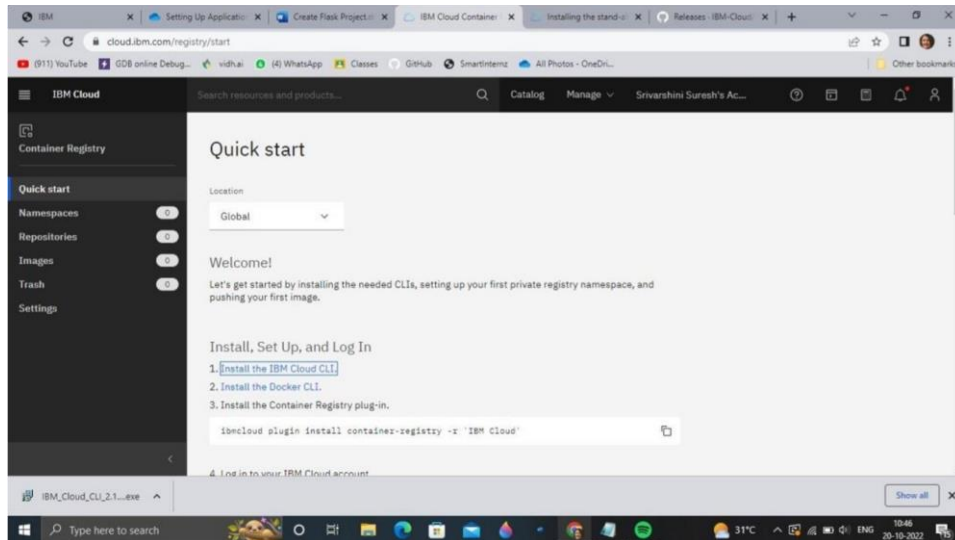 IBM
Setting Up Applicatio
Create Flask Project.
IBM Cloud Container
Installing the stand-a
Releases · IBM-Cloud
cloud.ibm.com/registry/start
(911) YouTube
GDB online Debug...
vidh.ai
(4) WhatsApp
Classes
GitHub
SmartInternz
All Photos - OneDri...
Other bookmarks
IBM Cloud
Search resources and products...
Catalog
Manage
Srivarshini Suresh's Ac...
Container Registry
Quick start
Namespaces 0
Repositories 0
Images 0
Trash 0
Settings
Quick start
Location
Global
Welcome!
Let's get started by installing the needed CLIs, setting up your first private registry namespace, and
pushing your first image.
Install, Set Up, and Log In
1. Install the IBM Cloud CLI.
2. Install the Docker CLI.
3. Install the Container Registry plug-in.
ibmcloud plugin install container-registry -r 'IBM Cloud'
4. Log in to your IBM Cloud account
IBM_Cloud_CLI_2.1....exe
Show all
Type here to search
31°C
ENG
10:46
20-10-2022